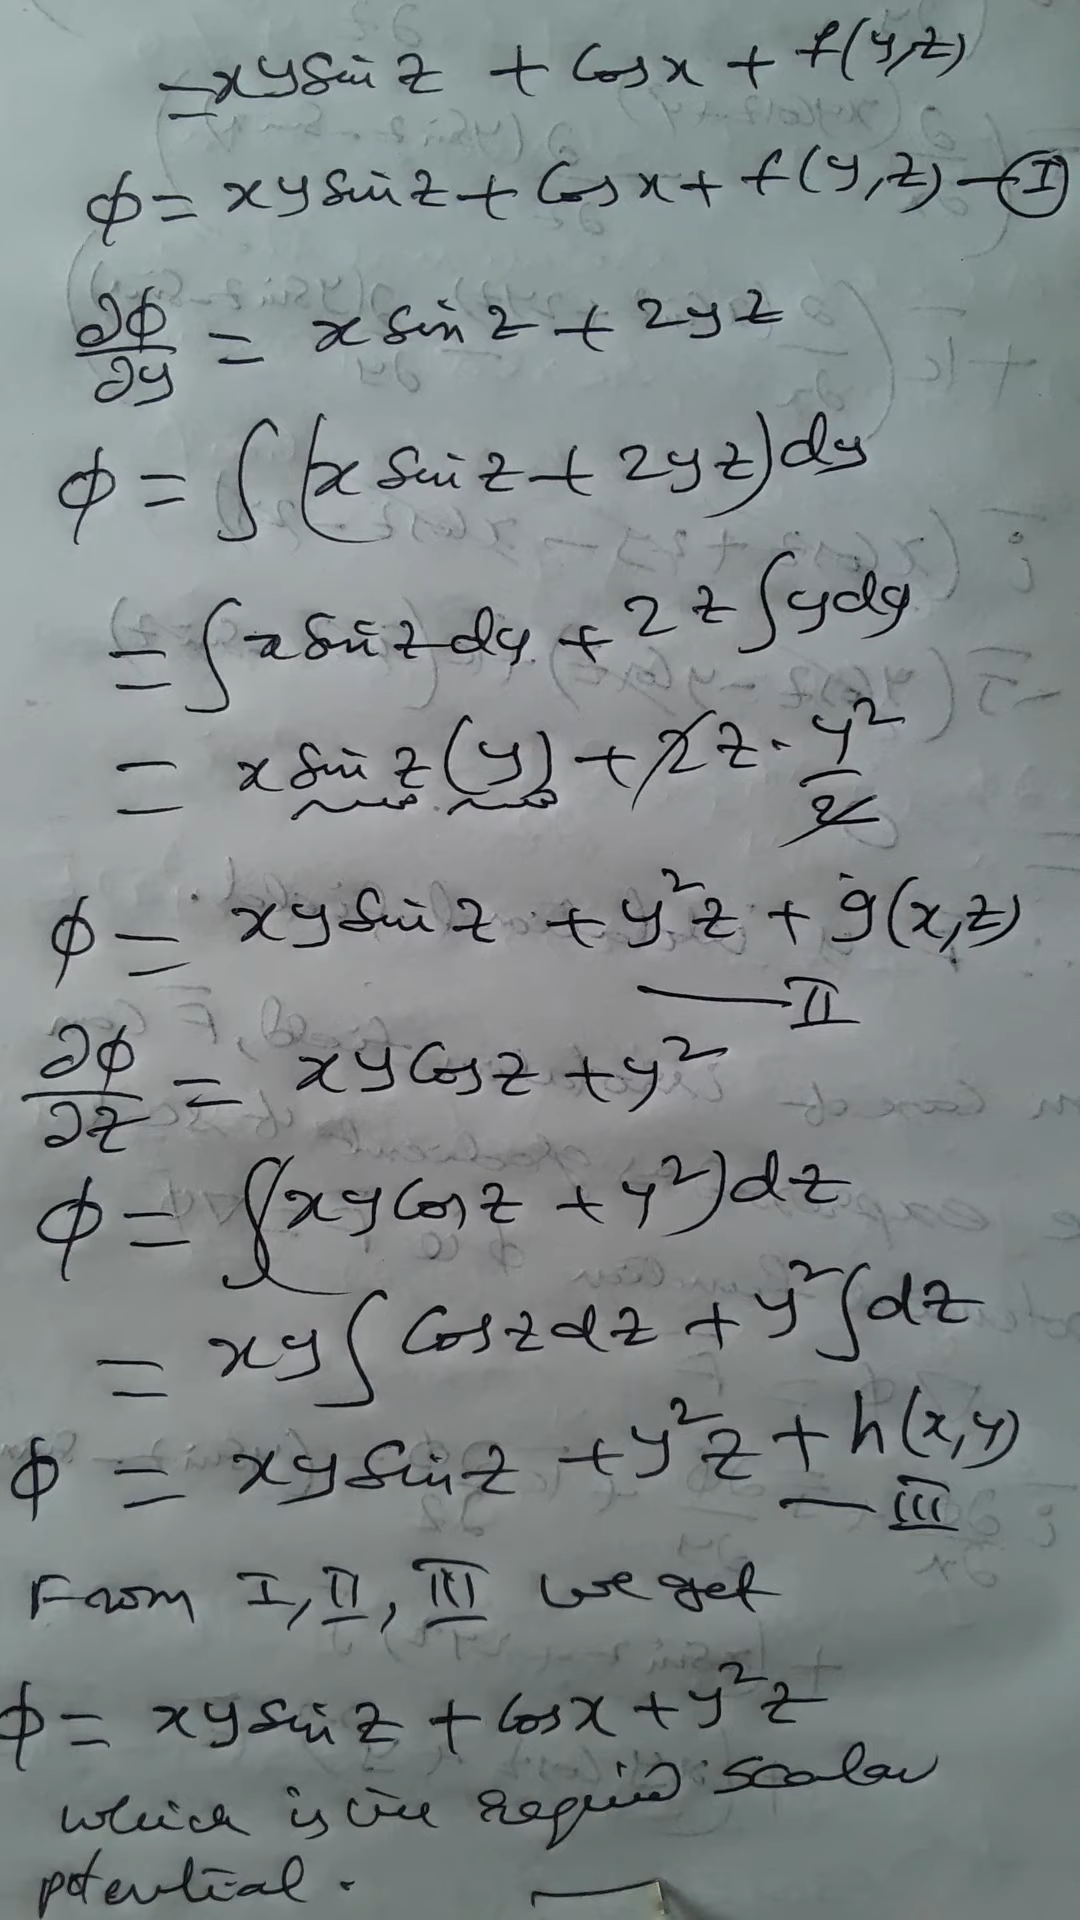 = xy sin z + cos x + f(y,z)
ϕ = xy sin z + cos x + f(y,z) — I
∂ϕ/∂y = x sin z + 2yz
ϕ = ∫(x sin z + 2yz) dy
= ∫ x sin z dy + 2z ∫ y dy
= x sin z (y) + 2z · y²/2
ϕ = xy sin z + y²z + g(x,z)
— II
∂ϕ/∂z = xy cos z + y²
ϕ = ∫(xy cos z + y²) dz
= xy ∫ cos z dz + y² ∫ dz
ϕ = xy sin z + y²z + h(x,y)
— III
From I, II, III we get
ϕ = xy sin z + cos x + y²z
which is the scalar
potential.